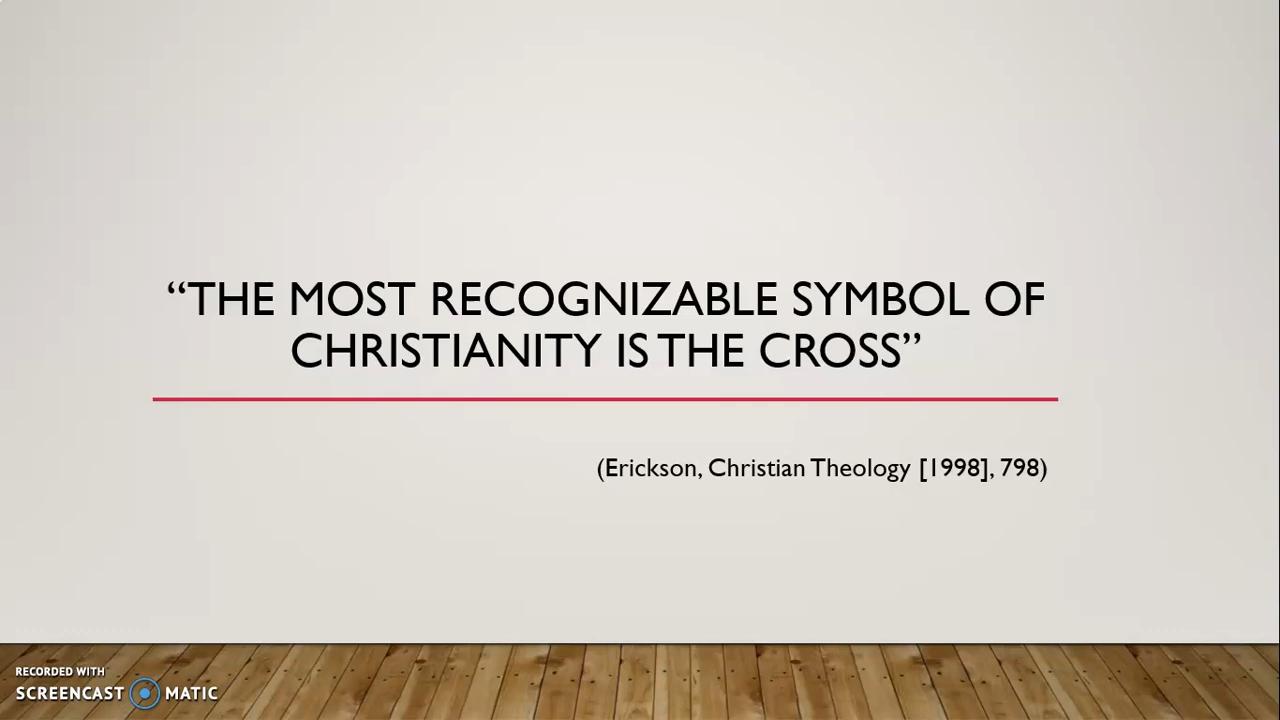 “THE MOST RECOGNIZABLE SYMBOL OF
CHRISTIANITY IS THE CROSS”
(Erickson, Christian Theology [1998], 798)
RECORDED WITH
SCREENCAST MATIC